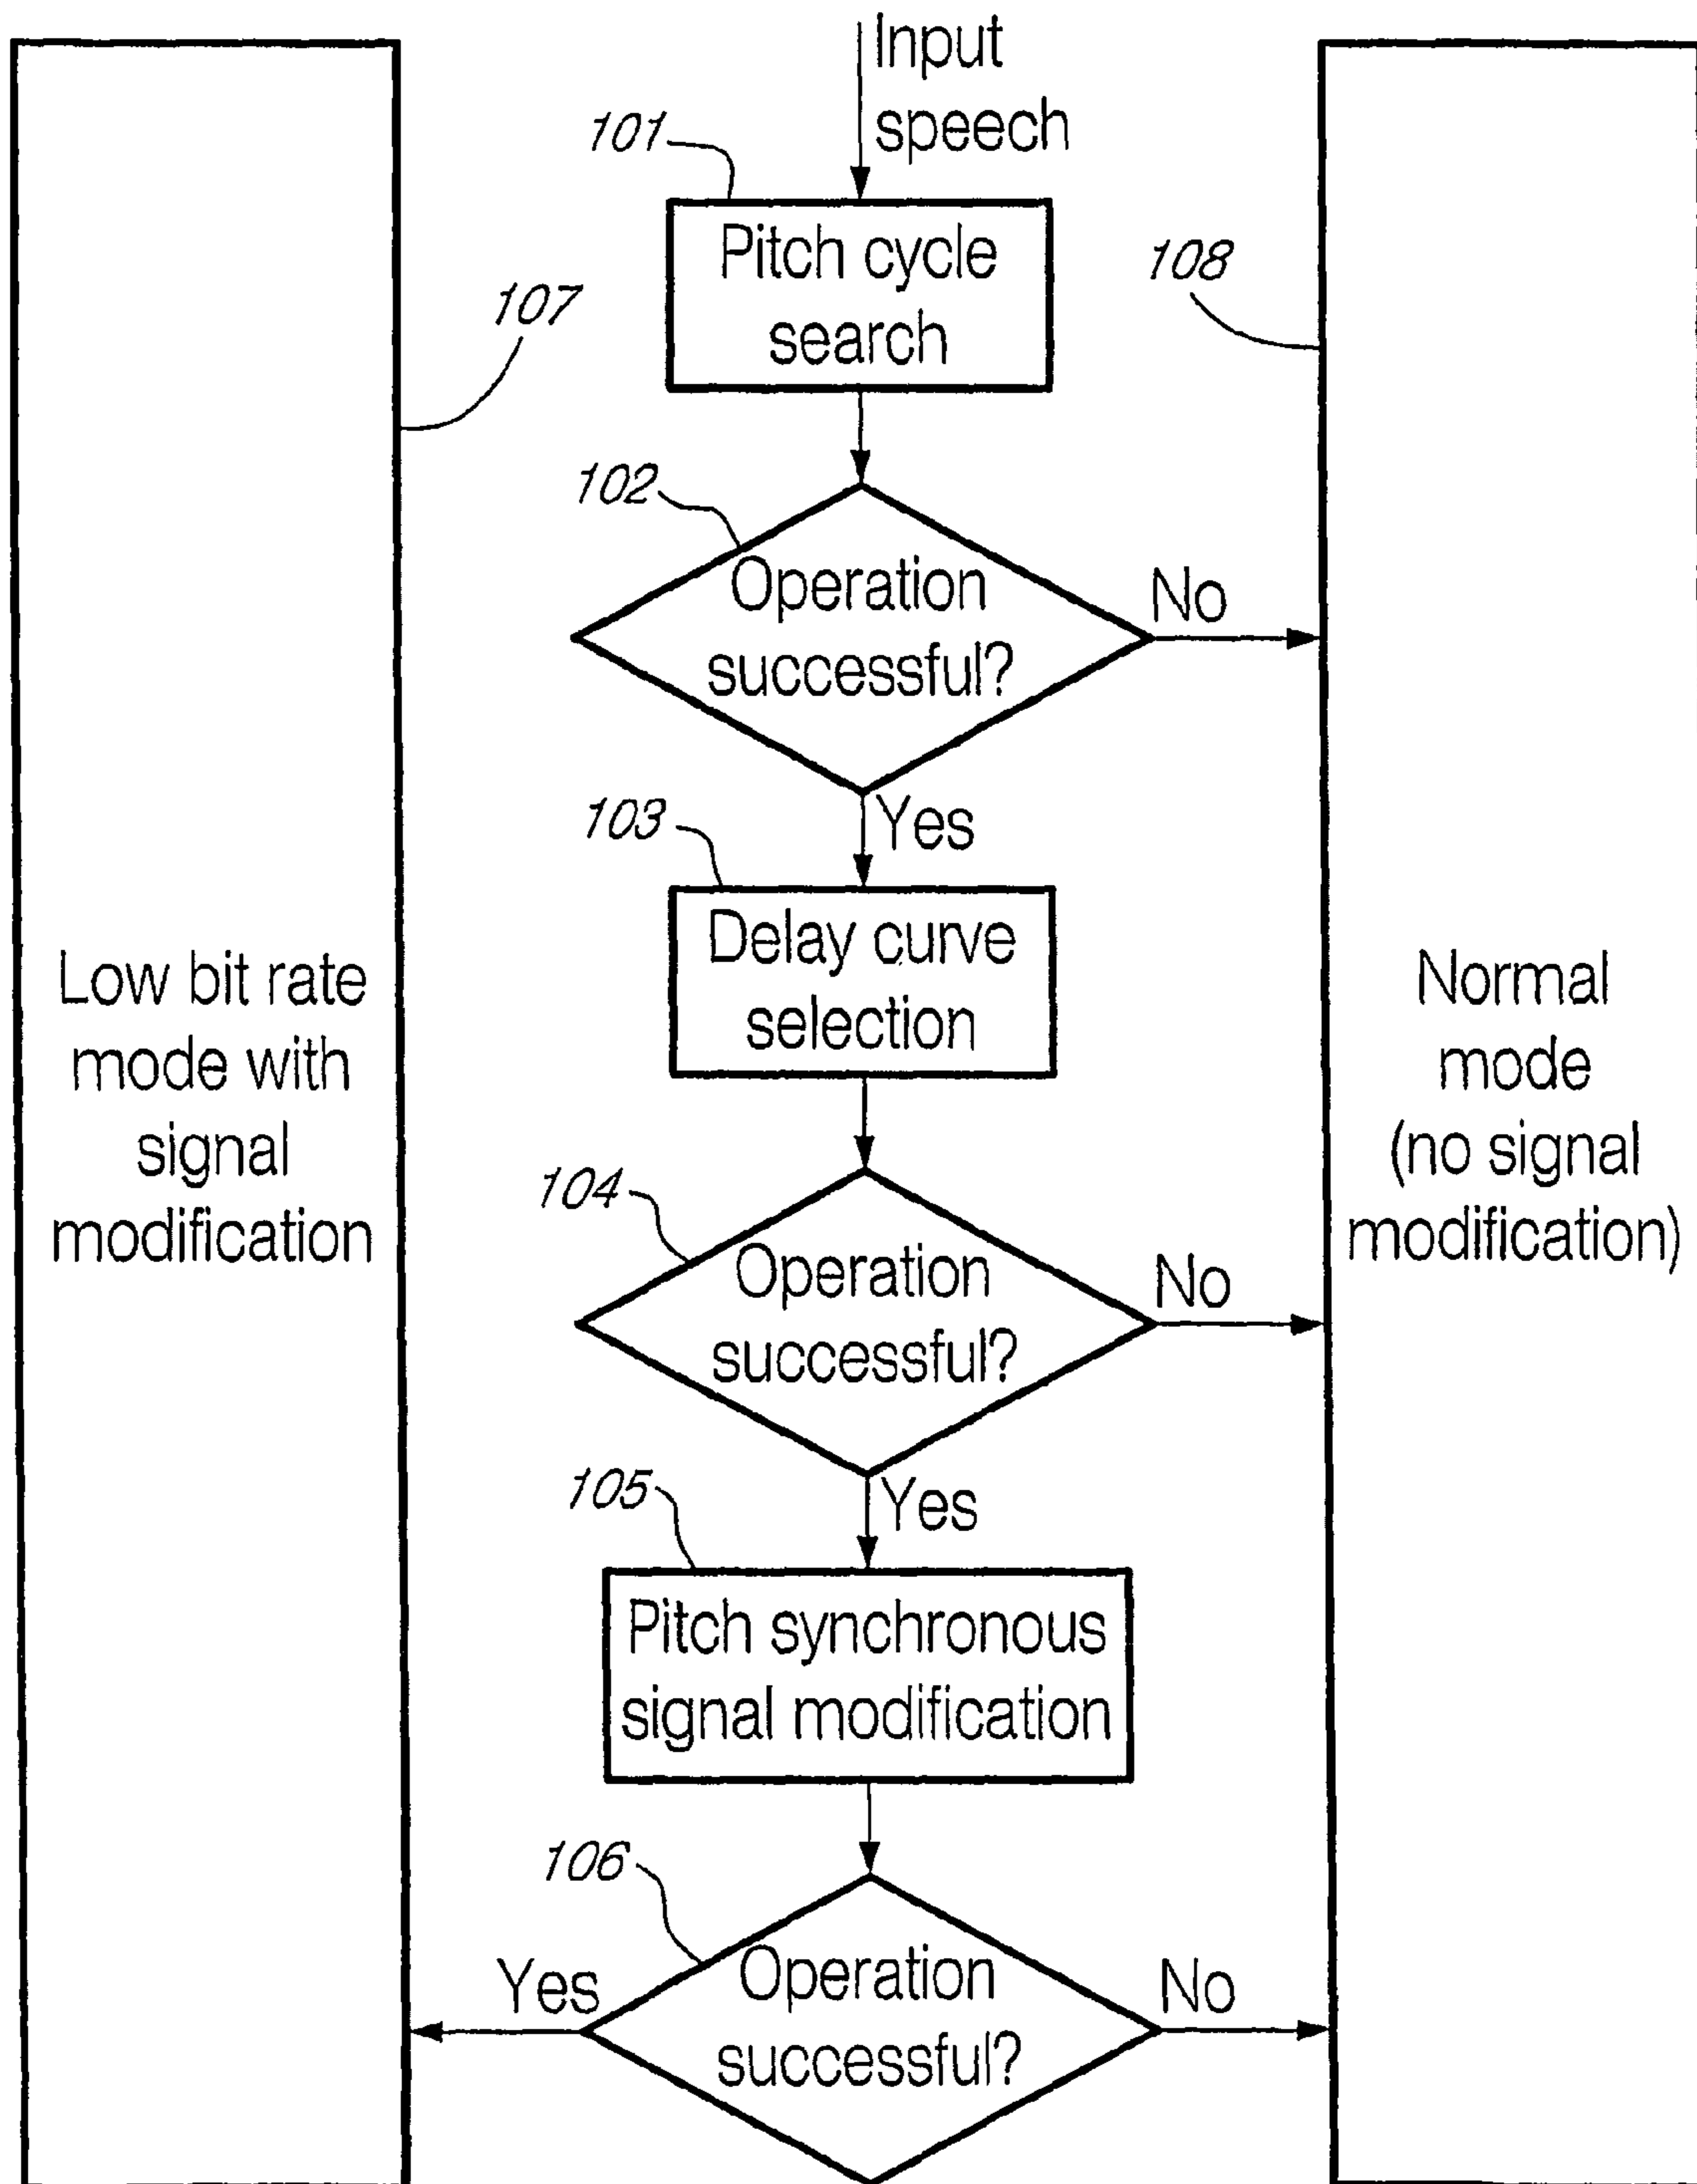 Input
speech
101
Pitch cycle
search
107
108
102
Operation
successful?
No
Yes
103
Delay curve
selection
Low bit rate
mode with
signal
modification
Normal
mode
(no signal
modification)
104
Operation
successful?
No
Yes
105
Pitch synchronous
signal modification
106
Operation
successful?
Yes
No